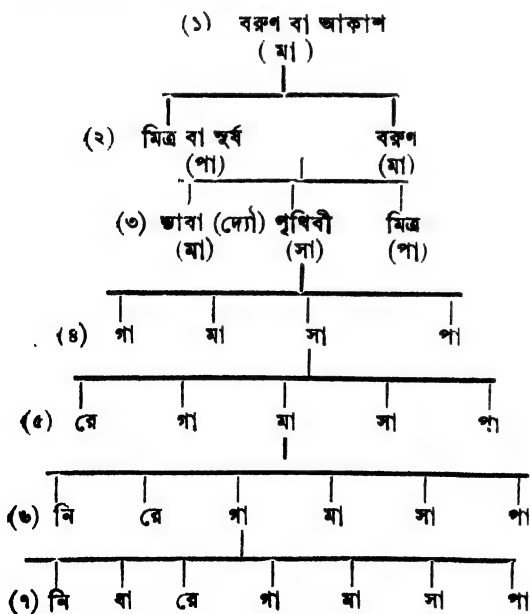 (১) বরুণ বা আকাশ
(মা)
(২) মিত্র বা সূর্য বরুণ
(পা) (মা)
(৩) দ্যাবা (দ্যৌ) পৃথিবী মিত্র
(মা) (সা) (পা)
(৪) গা মা সা পা
(৫) রে গা মা সা পা
(৬) নি রে গা মা সা পা
(৭) নি ধা রে গা মা সা পা